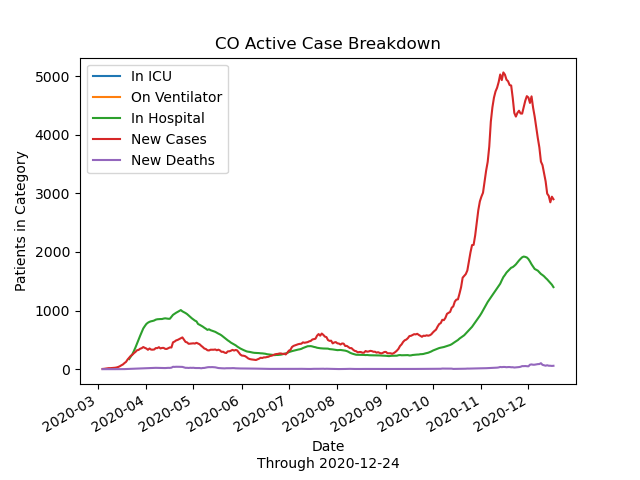 CO Active Case Breakdown
In ICU
On Ventilator
In Hospital
New Cases
New Deaths
Patients in Category
5000
4000
3000
2000
1000
0
2020-03
2020-04
2020-05
2020-06
2020-07
2020-08
2020-09
2020-10
2020-11
2020-12
Date
Through 2020-12-24